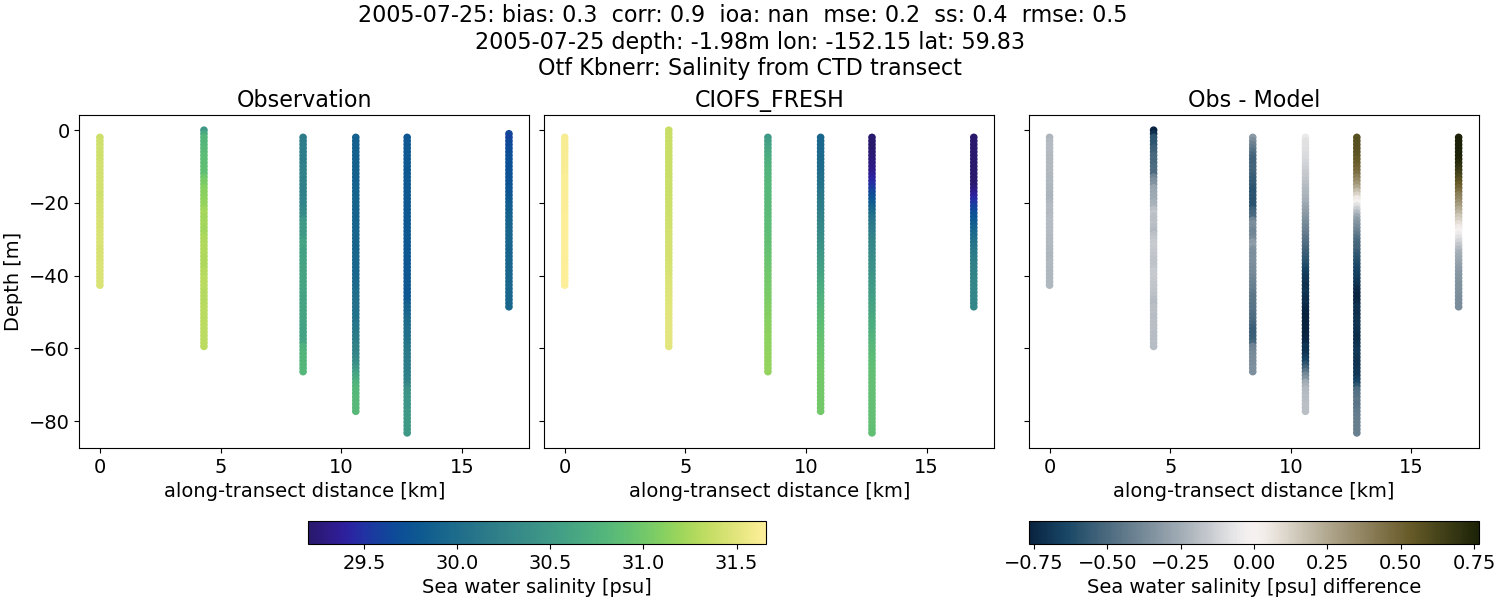 2005-07-25: bias: 0.3  corr: 0.9  ioa: nan  mse: 0.2  ss: 0.4  rmse: 0.5
2005-07-25 depth: -1.98m lon: -152.15 lat: 59.83
Otf Kbnerr: Salinity from CTD transect
Observation
CIOFS_FRESH
Obs - Model
Depth [m]
0
−20
−40
−60
−80
0 5 10 15
0 5 10 15
0 5 10 15
along-transect distance [km]
along-transect distance [km]
along-transect distance [km]
29.5 30.0 30.5 31.0 31.5
Sea water salinity [psu]
−0.75 −0.50 −0.25 0.00 0.25 0.50 0.75
Sea water salinity [psu] difference